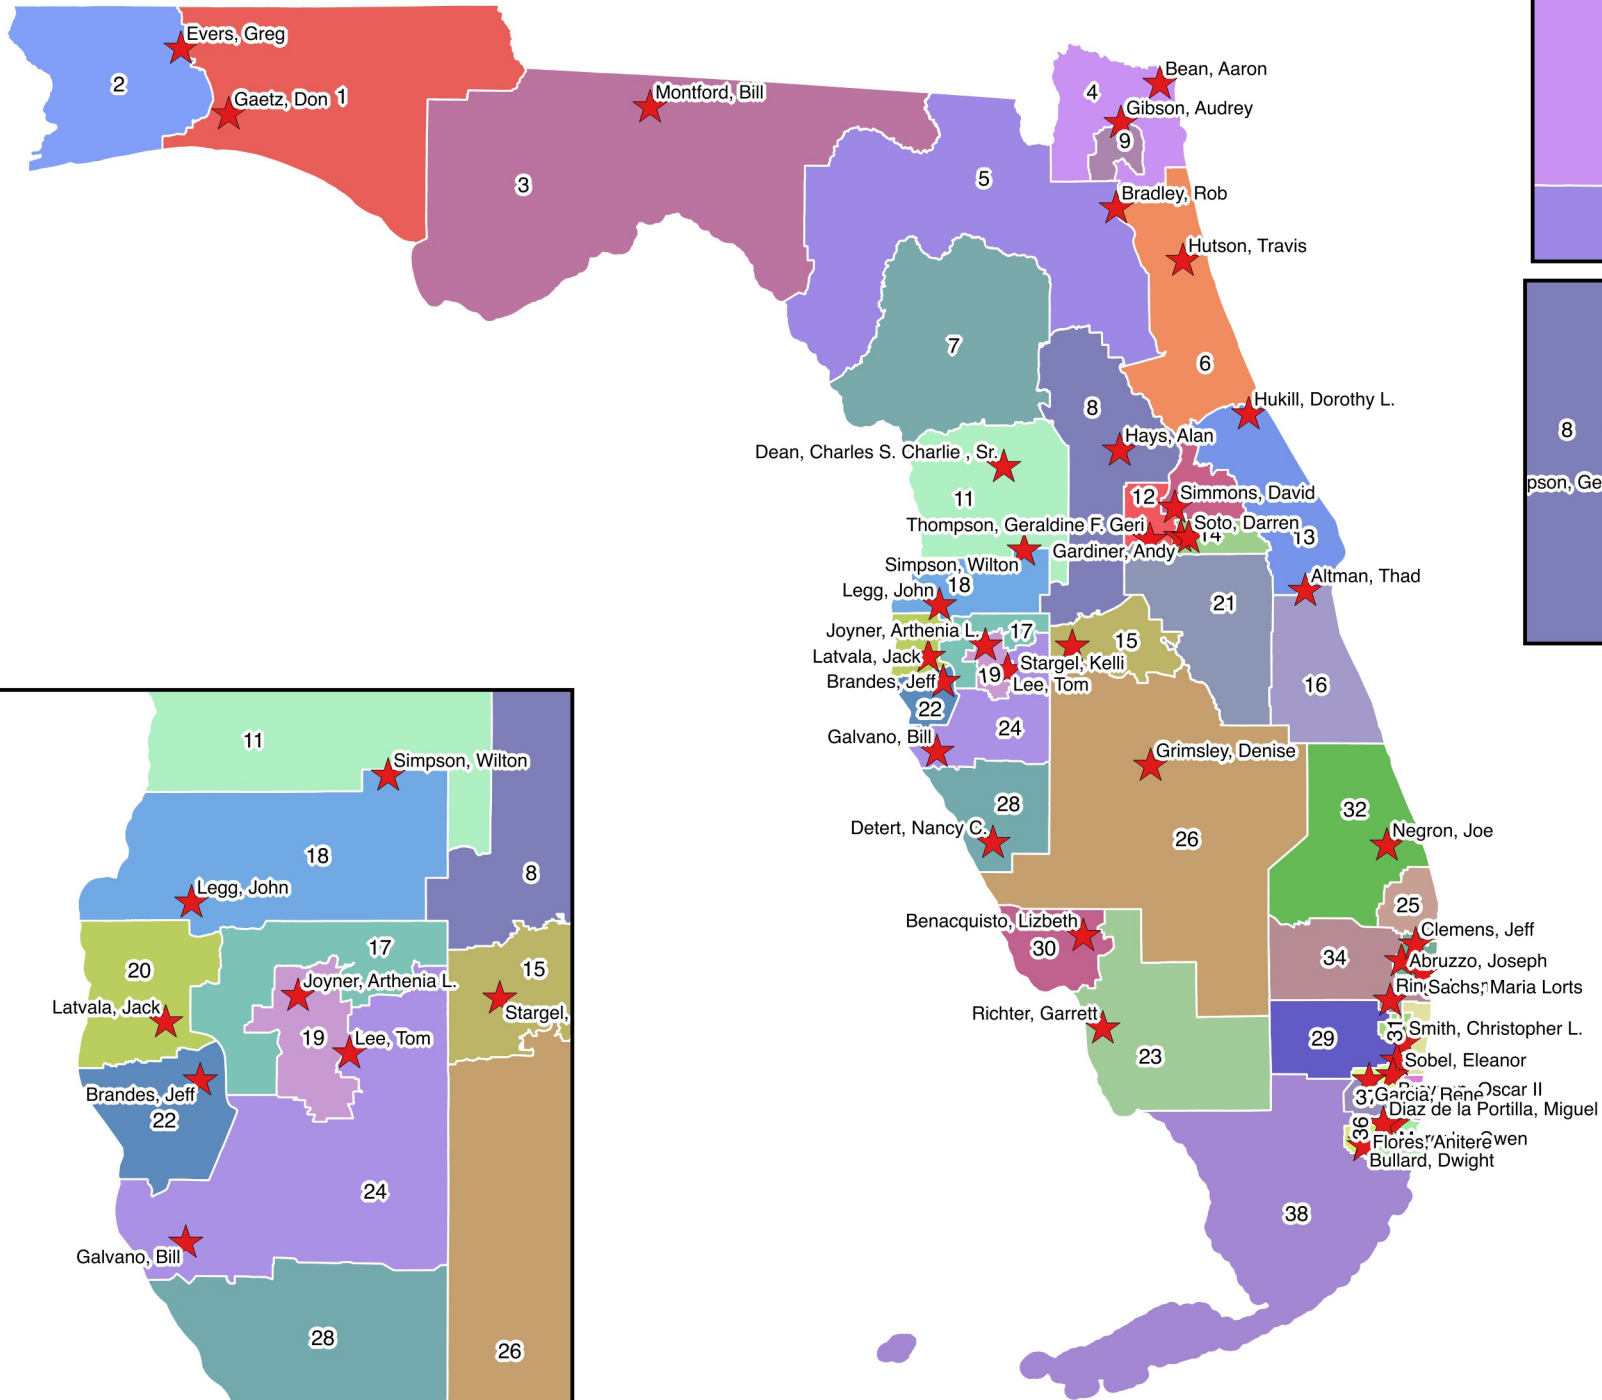 Evers, Greg
2
Gaetz, Don
1
Montford, Bill
3
Bean, Aaron
4
Gibson, Audrey
9
5
Bradley, Rob
Hutson, Travis
7
6
8
Hukill, Dorothy L.
Hays, Alan
Dean, Charles S. Charlie , Sr.
11
12
Simmons, David
Thompson, Geraldine F. Geri
Soto, Darren
14
13
Gardiner, Andy
Simpson, Wilton
18
Legg, John
Altman, Thad
21
Joyner, Arthenia L.
17
15
Latvala, Jack
Stargel, Kelli
19
Brandes, Jeff
Lee, Tom
16
22
24
Galvano, Bill
Grimsley, Denise
28
32
Detert, Nancy C.
Negron, Joe
26
25
Benacquisto, Lizbeth
30
Clemens, Jeff
34
Abruzzo, Joseph
Sachs, Maria Lorts
Richter, Garrett
Smith, Christopher L.
31
29
23
Sobel, Eleanor
Oscar II
Garcia, Rene
Diaz de la Portilla, Miguel
36
Flores, Anitere
Bullard, Dwight
38
8
pson, Ge
11
Simpson, Wilton
18
8
Legg, John
17
20
15
Joyner, Arthenia L.
Latvala, Jack
Stargel,
19
Lee, Tom
Brandes, Jeff
22
24
Galvano, Bill
28
26